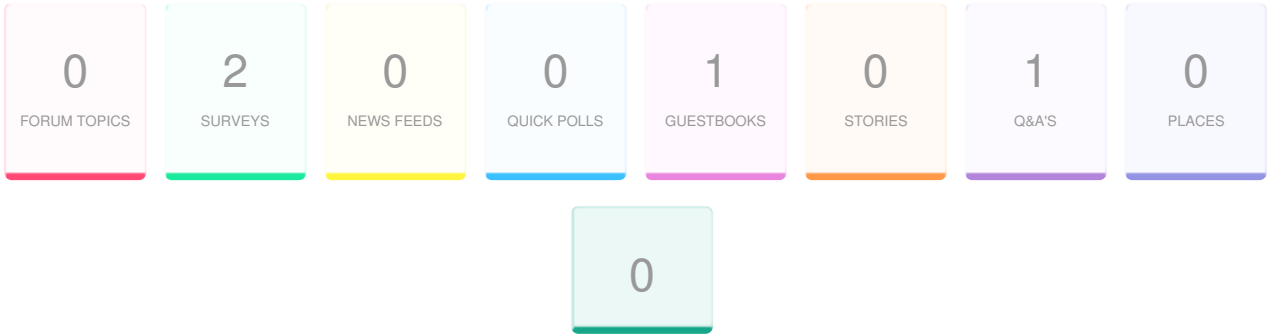 0 2 0 0 1 0 1 0
FORUM TOPICS SURVEYS NEWS FEEDS QUICK POLLS GUESTBOOKS STORIES Q&A'S PLACES
0